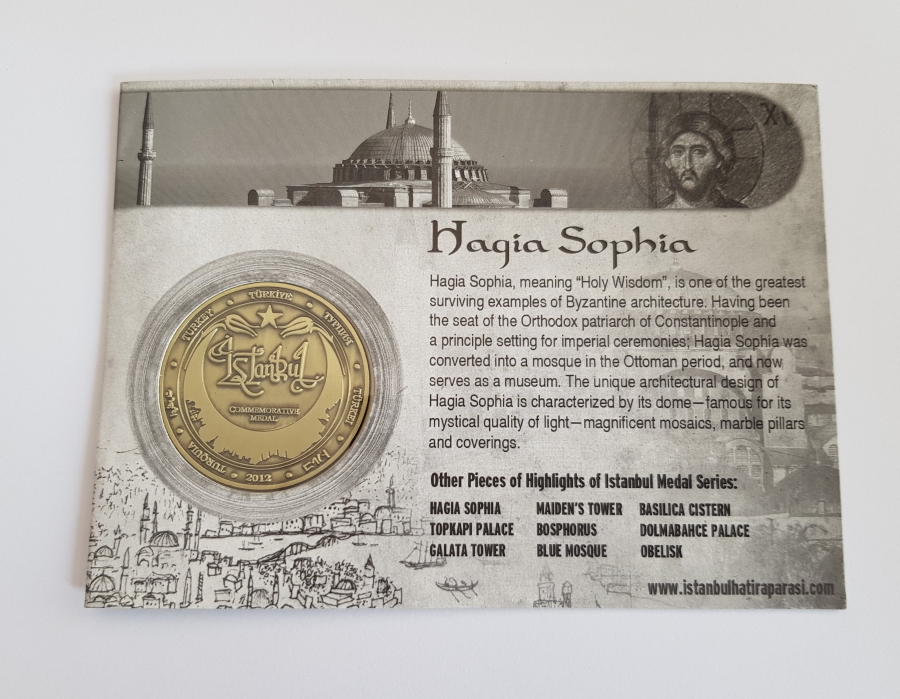 Hagia Sophia
Hagia Sophia, meaning “Holy Wisdom”, is one of the greatest
surviving examples of Byzantine architecture. Having been
the seat of the Orthodox patriarch of Constantinople and
a principle setting for imperial ceremonies; Hagia Sophia was
converted into a mosque in the Ottoman period, and now
serves as a museum. The unique architectural design of
Hagia Sophia is characterized by its dome—famous for its
mystical quality of light—magnificent mosaics, marble pillars
and coverings.
Other Pieces of Highlights of Istanbul Medal Series:
HAGIA SOPHIA MAIDEN'S TOWER BASILICA CISTERN
TOPKAPI PALACE BOSPHORUS DOLMABAHCE PALACE
GALATA TOWER BLUE MOSQUE OBELISK
www.istanbulhatiraparasi.com
TURKEY
TÜRKİYE
ТУРЦИЯ
TÜRKEI
TURQUIA
2012
Istanbul
COMMEMORATIVE
MEDAL